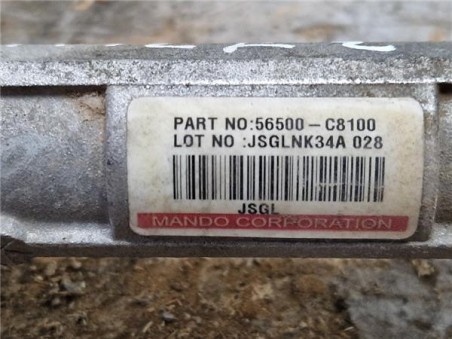 PART NO:56500-C8100
LOT NO :JSGLNK34A 028
JSGL
MANDO CORPORATION